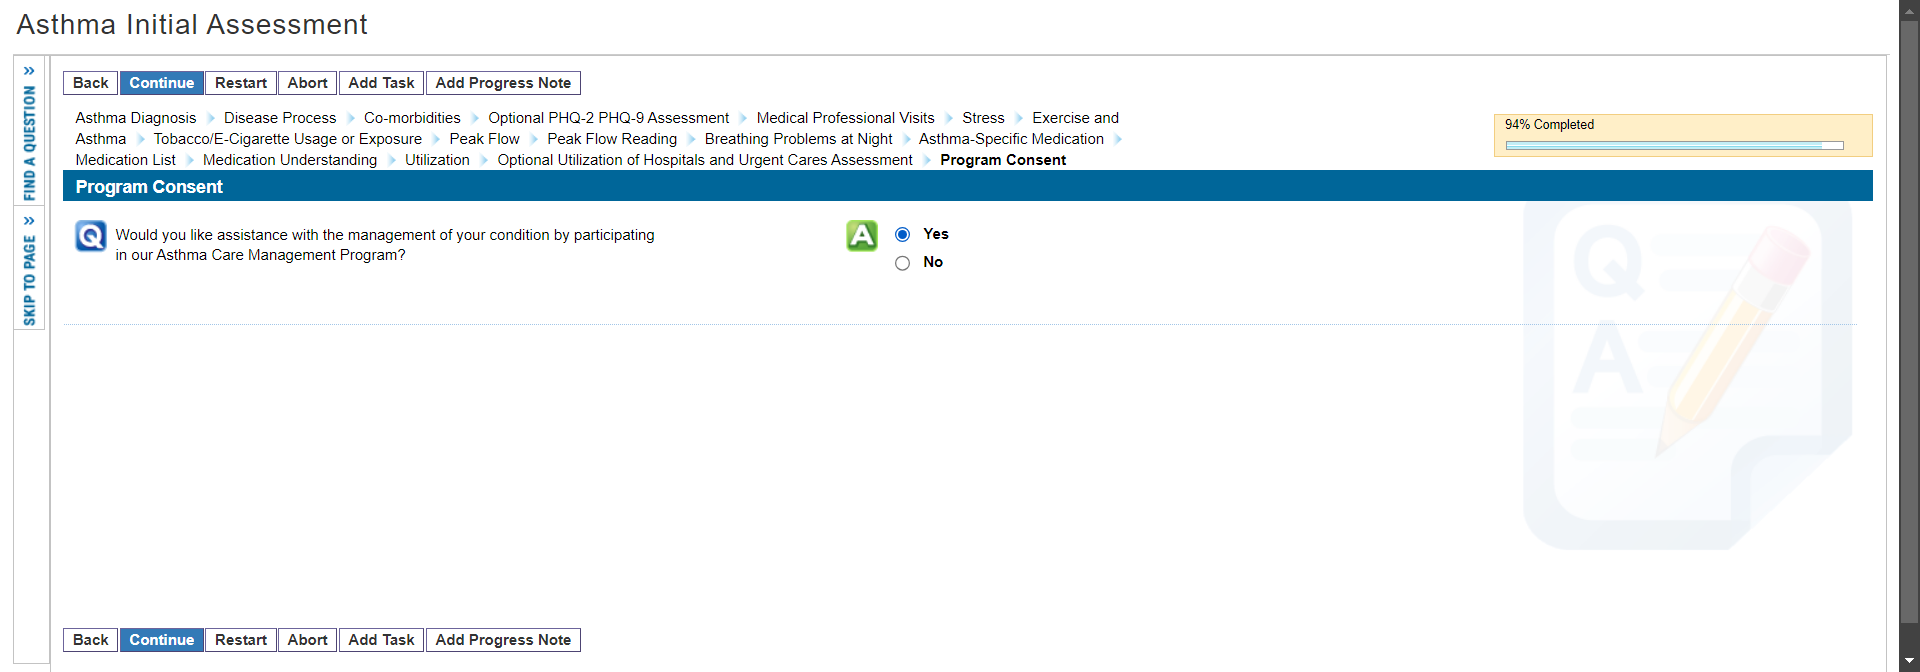 Asthma Initial Assessment
»
FIND A QUESTION
»
SKIP TO PAGE
Back Continue Restart Abort Add Task Add Progress Note
Asthma Diagnosis Disease Process Co-morbidities Optional PHQ-2 PHQ-9 Assessment Medical Professional Visits Stress Exercise and
Asthma Tobacco/E-Cigarette Usage or Exposure Peak Flow Peak Flow Reading Breathing Problems at Night Asthma-Specific Medication
Medication List Medication Understanding Utilization Optional Utilization of Hospitals and Urgent Cares Assessment Program Consent
94% Completed
Program Consent
Q
Would you like assistance with the management of your condition by participating
in our Asthma Care Management Program?
A
Yes
No
Q
A
Back Continue Restart Abort Add Task Add Progress Note